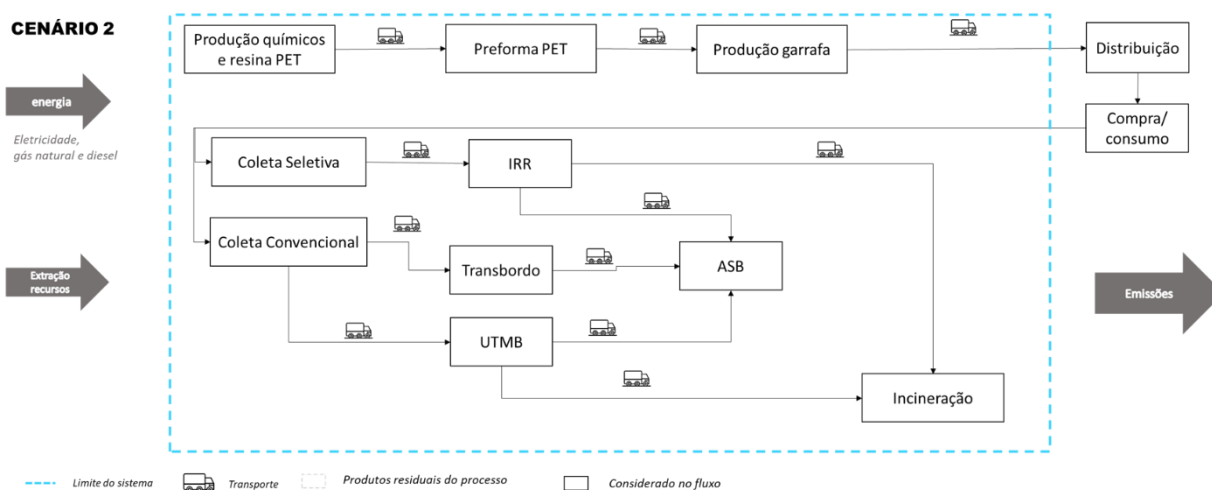 CENÁRIO 2
Produção químicos
e resina PET
Preforma PET
Produção garrafa
Distribuição
energia
Eletricidade,
gás natural e diesel
Compra/
consumo
Coleta Seletiva
IRR
Coleta Convencional
Transbordo
ASB
Extração
recursos
Emissões
UTMB
Incineração
Limite do sistema
Transporte
Produtos residuais do processo
Considerado no fluxo